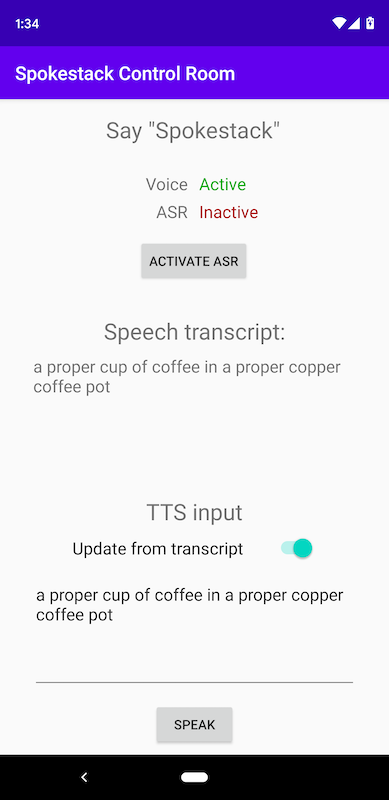 1:34
Spokestack Control Room
Say "Spokestack"
Voice Active
ASR Inactive
ACTIVATE ASR
Speech transcript:
a proper cup of coffee in a proper copper
coffee pot
TTS input
Update from transcript
a proper cup of coffee in a proper copper
coffee pot
SPEAK